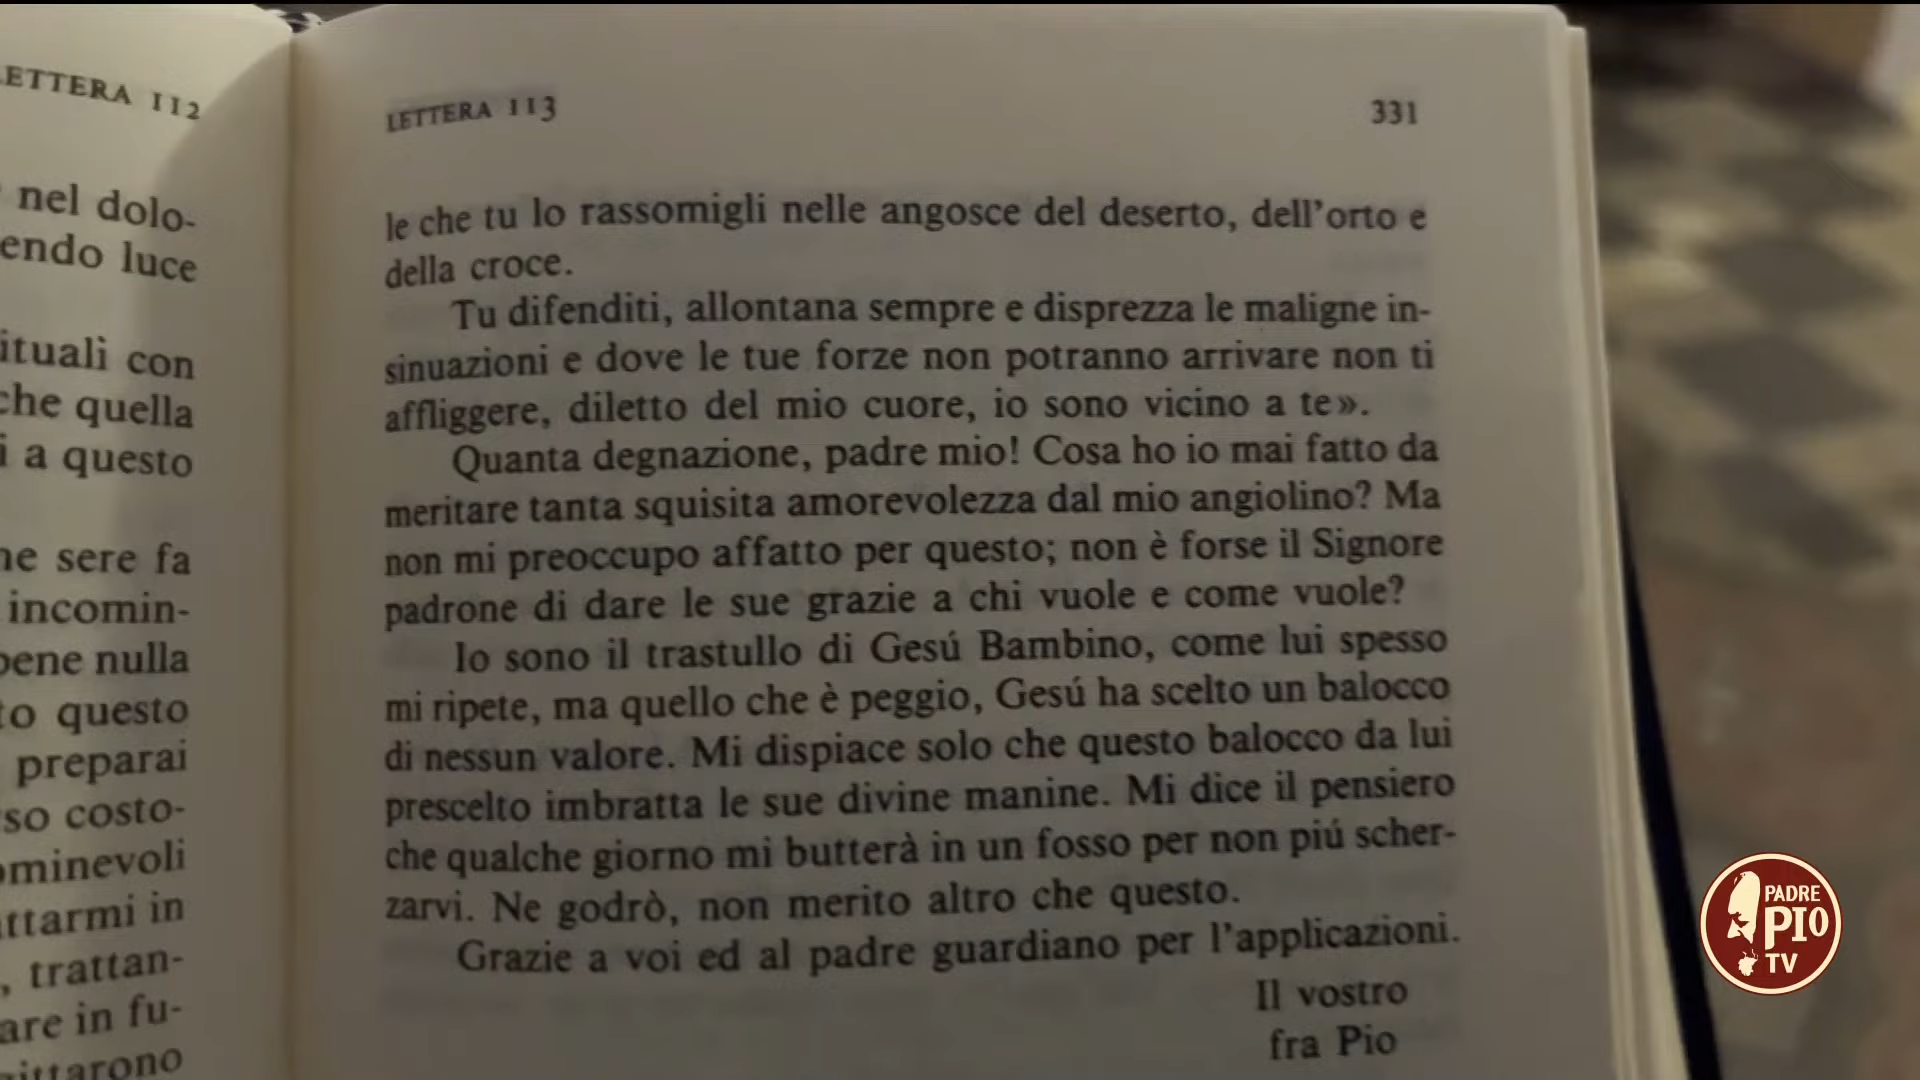 LETTERA 112
nel dolo-
endo luce
ituali con
che quella
i a questo
ne sere fa
incomin-
bene nulla
to questo
preparai
so costo-
ominevoli
ttarmi in
, trattan-
are in fu-
gittarono
LETTERA 113
331
le che tu lo rassomigli nelle angosce del deserto, dell'orto e
della croce.
Tu difenditi, allontana sempre e disprezza le maligne in-
sinuazioni e dove le tue forze non potranno arrivare non ti
affliggere, diletto del mio cuore, io sono vicino a te».
Quanta degnazione, padre mio! Cosa ho io mai fatto da
meritare tanta squisita amorevolezza dal mio angiolino? Ma
non mi preoccupo affatto per questo; non è forse il Signore
padrone di dare le sue grazie a chi vuole e come vuole?
Io sono il trastullo di Gesú Bambino, come lui spesso
mi ripete, ma quello che è peggio, Gesú ha scelto un balocco
di nessun valore. Mi dispiace solo che questo balocco da lui
prescelto imbratta le sue divine manine. Mi dice il pensiero
che qualche giorno mi butterà in un fosso per non piú scher-
zarvi. Ne godrò, non merito altro che questo.
Grazie a voi ed al padre guardiano per l'applicazioni.
Il vostro
fra Pio
PADRE
PIO
TV